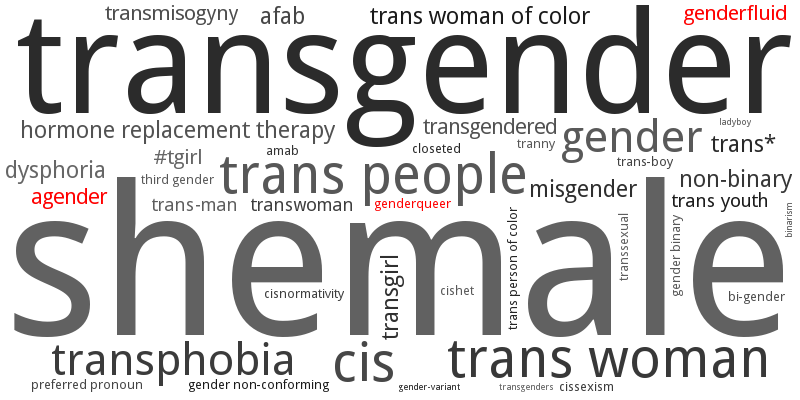 transmisogyny
afab
trans woman of color
genderfluid
transgender
hormone replacement therapy
transgendered
ladyboy
gender
trans*
#tgirl
amab
closeted
tranny
dysphoria
third gender
trans people
trans-boy
agender
misgender
non-binary
trans-man
transwoman
genderqueer
trans youth
shemale
binarism
transgirl
trans person of color
transsexual
gender binary
cisnormativity
cishet
bi-gender
transphobia
cis
trans woman
preferred pronoun
gender non-conforming
gender-variant
transgenders
cissexism